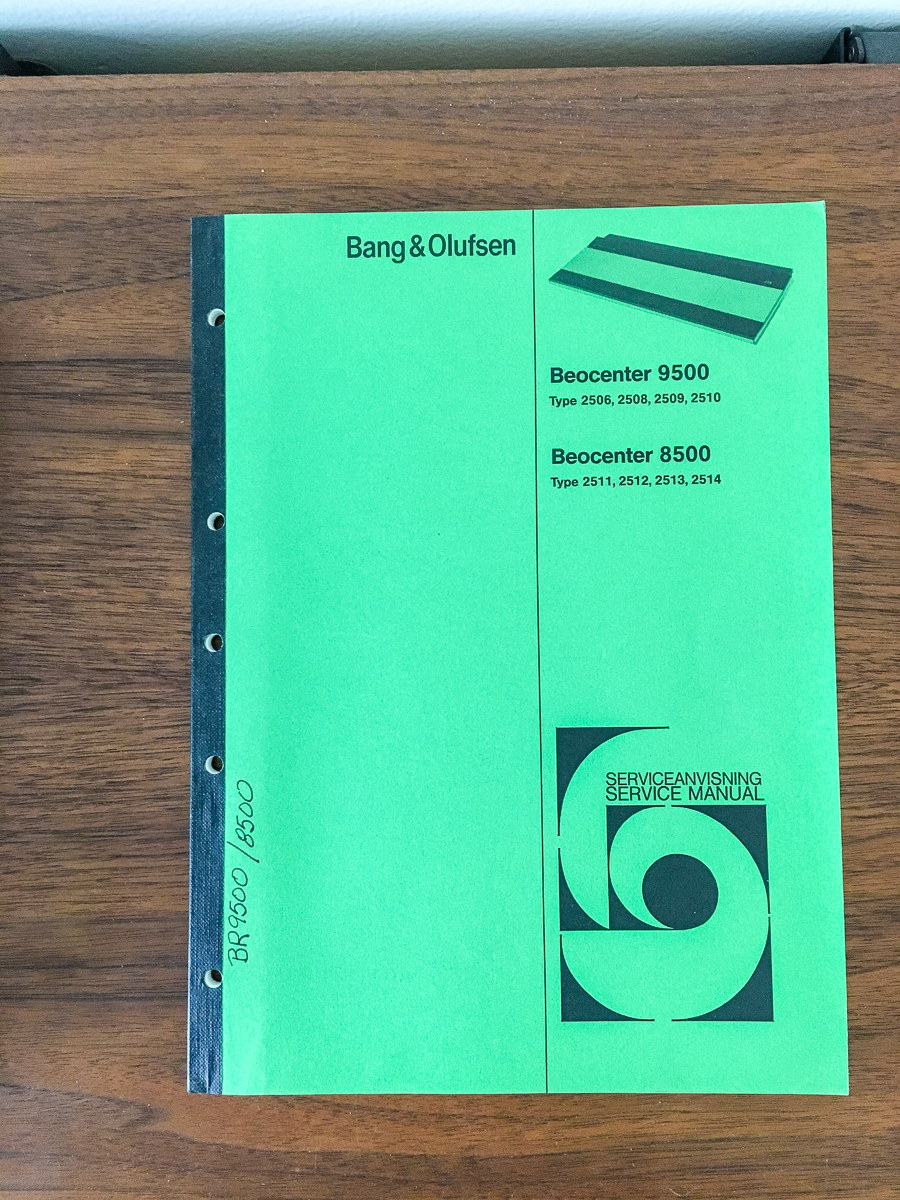 Bang & Olufsen
Beocenter 9500
Type 2506, 2508, 2509, 2510
Beocenter 8500
Type 2511, 2512, 2513, 2514
SERVICEANVISNING
SERVICE MANUAL
BR9500/8500